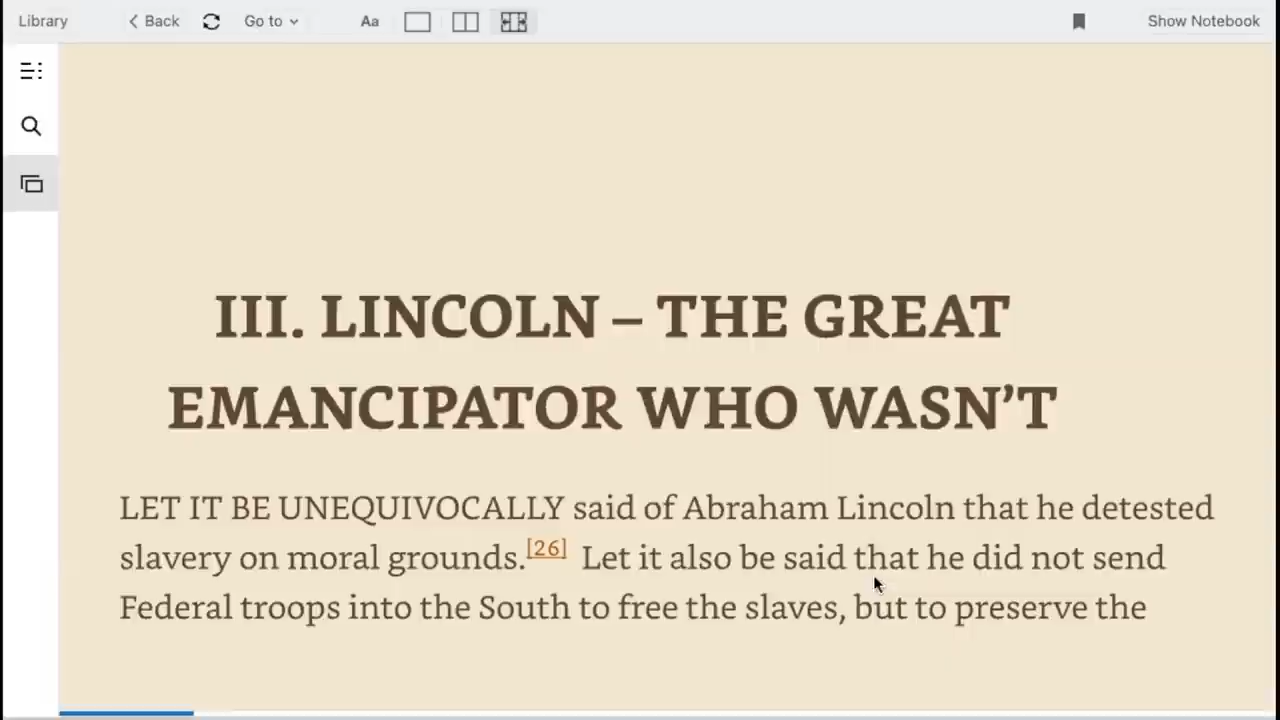 Library Back Go to Aa Show Notebook
III. LINCOLN – THE GREAT
EMANCIPATOR WHO WASN’T
LET IT BE UNEQUIVOCALLY said of Abraham Lincoln that he detested
slavery on moral grounds.[26] Let it also be said that he did not send
Federal troops into the South to free the slaves, but to preserve the